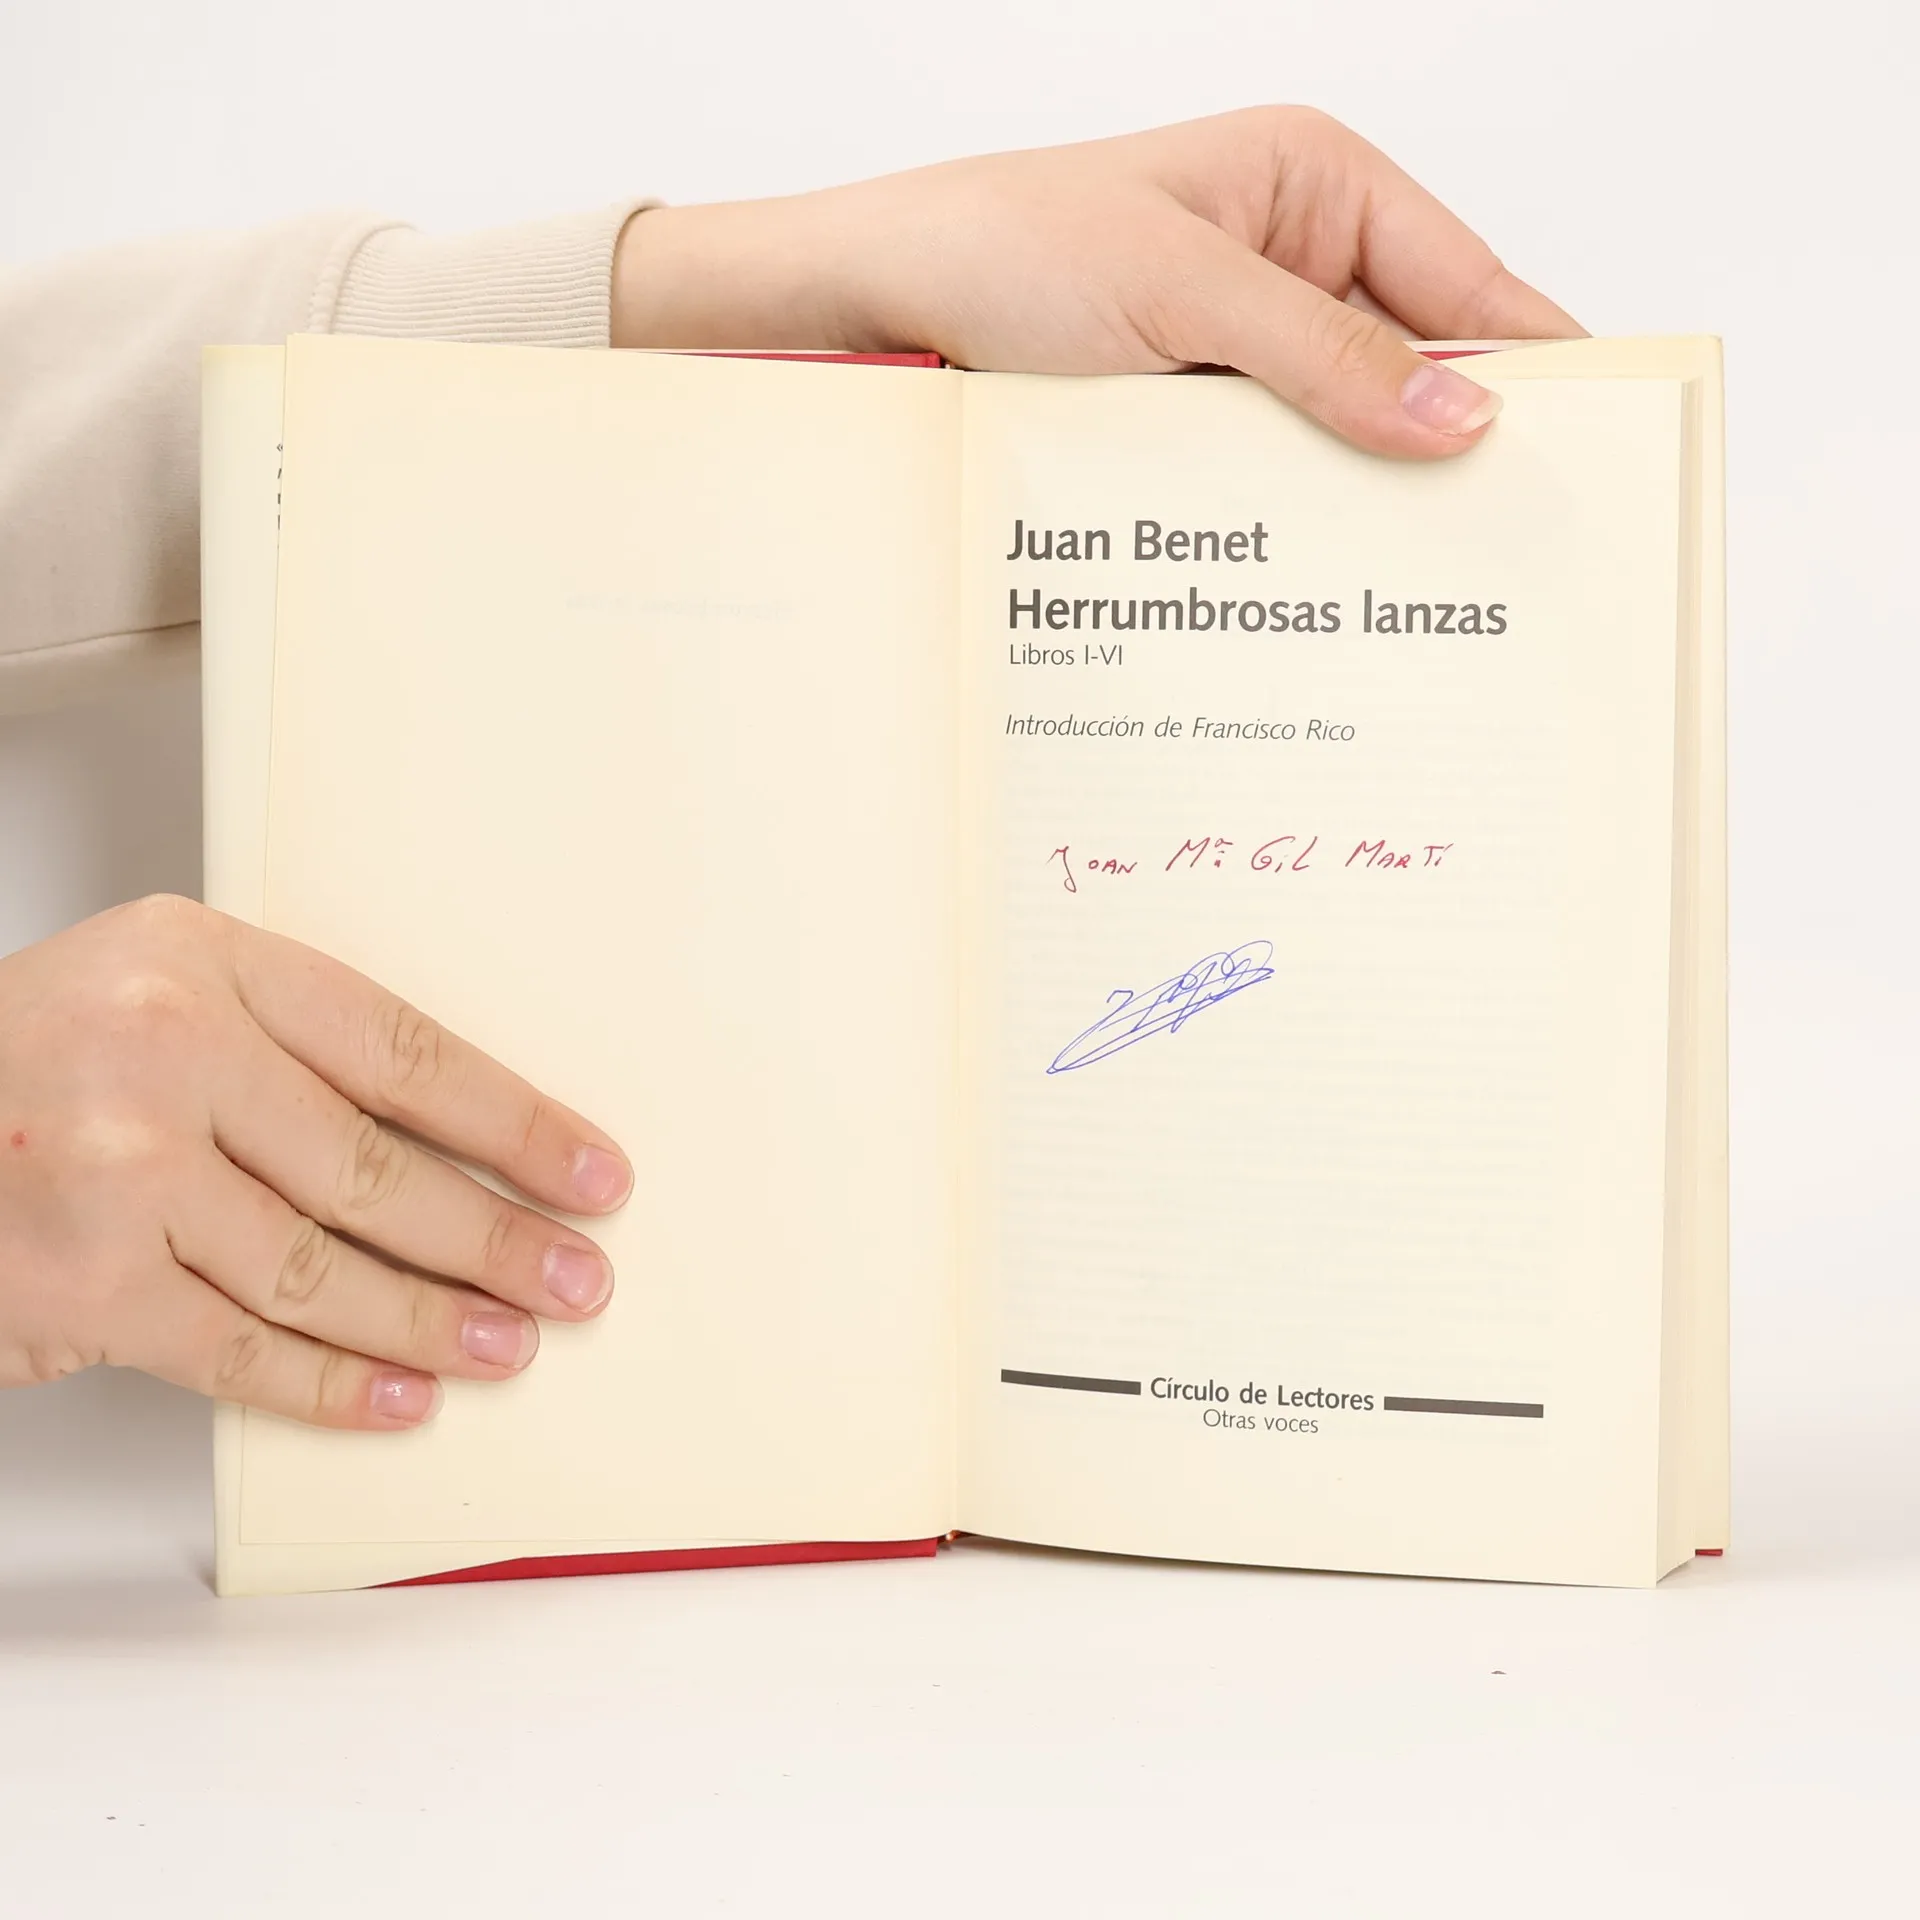 Juan Benet
Herrumbrosas lanzas
Libros I-VI
Introducción de Francisco Rico
JOAN Mª GIL MARTÍ
Círculo de Lectores
Otras voces